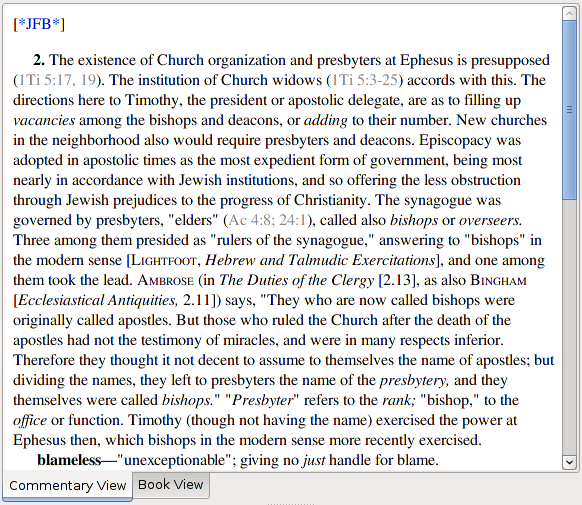 [*JFB*]
2. The existence of Church organization and presbyters at Ephesus is presupposed
(1Ti 5:17, 19). The institution of Church widows (1Ti 5:3-25) accords with this. The
directions here to Timothy, the president or apostolic delegate, are as to filling up
vacancies among the bishops and deacons, or adding to their number. New churches
in the neighborhood also would require presbyters and deacons. Episcopacy was
adopted in apostolic times as the most expedient form of government, being most
nearly in accordance with Jewish institutions, and so offering the less obstruction
through Jewish prejudices to the progress of Christianity. The synagogue was
governed by presbyters, "elders" (Ac 4:8; 24:1), called also bishops or overseers.
Three among them presided as "rulers of the synagogue," answering to "bishops" in
the modern sense [LIGHTFOOT, Hebrew and Talmudic Exercitations], and one among
them took the lead. AMBROSE (in The Duties of the Clergy [2.13], as also BINGHAM
[Ecclesiastical Antiquities, 2.11]) says, "They who are now called bishops were
originally called apostles. But those who ruled the Church after the death of the
apostles had not the testimony of miracles, and were in many respects inferior.
Therefore they thought it not decent to assume to themselves the name of apostles; but
dividing the names, they left to presbyters the name of the presbytery, and they
themselves were called bishops." "Presbyter" refers to the rank; "bishop," to the
office or function. Timothy (though not having the name) exercised the power at
Ephesus then, which bishops in the modern sense more recently exercised.
blameless—"unexceptionable"; giving no just handle for blame.
Commentary View Book View